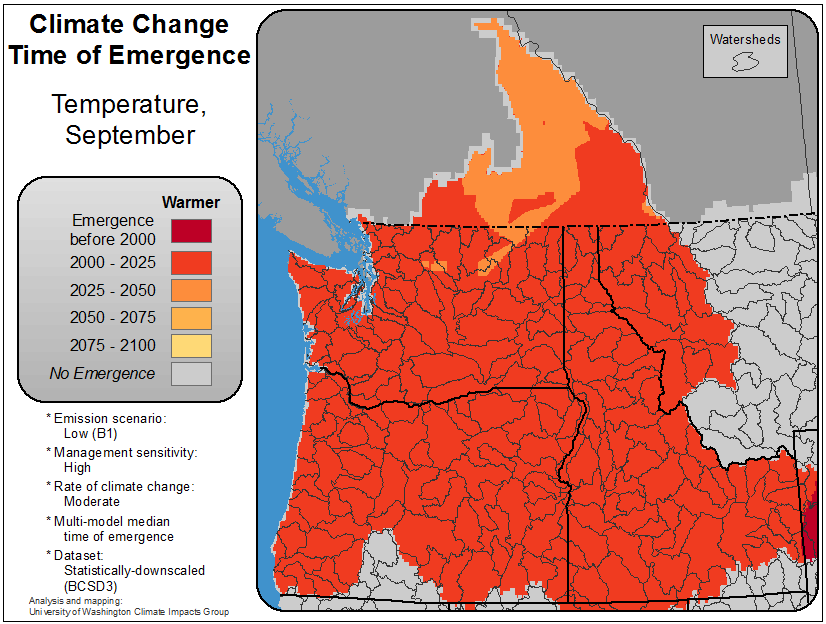 Climate Change
Time of Emergence
Temperature,
September
Warmer
Emergence
before 2000
2000 - 2025
2025 - 2050
2050 - 2075
2075 - 2100
No Emergence
* Emission scenario:
Low (B1)
* Management sensitivity:
High
* Rate of climate change:
Moderate
* Multi-model median
time of emergence
* Dataset:
Statistically-downscaled
(BCSD3)
Analysis and mapping:
University of Washington Climate Impacts Group
Watersheds